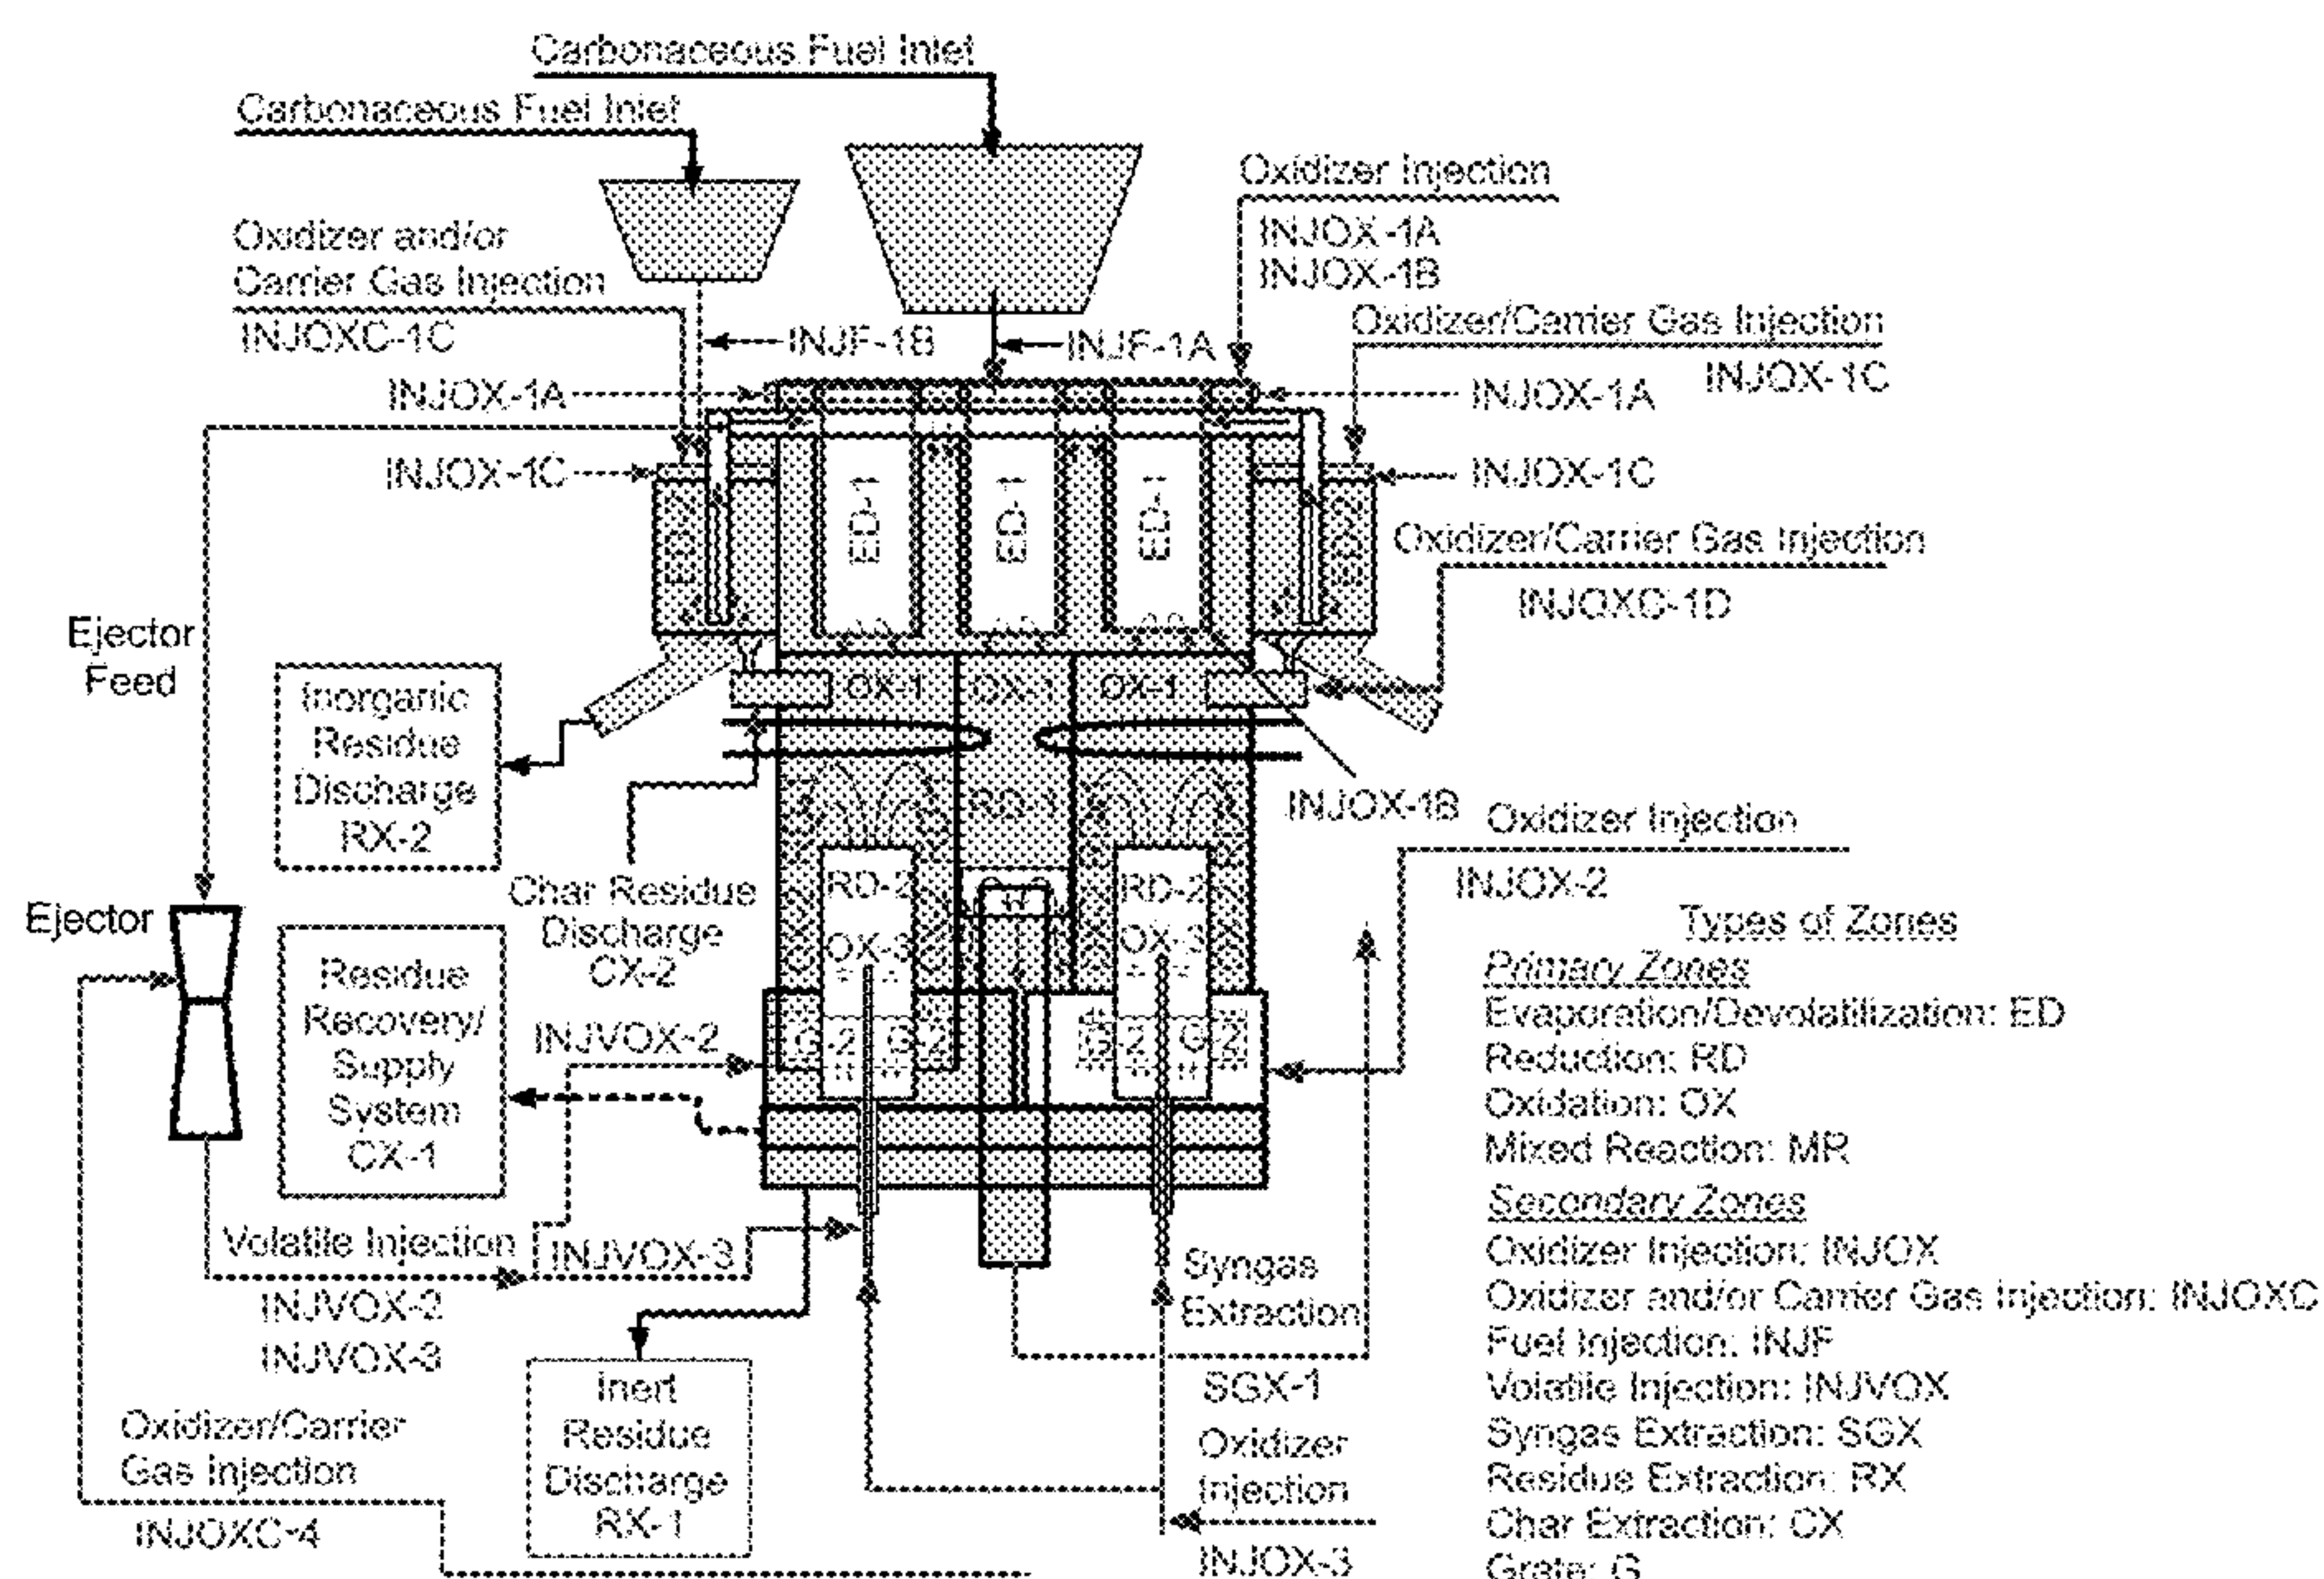 Carbonaceous Fuel Inlet
Carbonaceous Fuel Inlet
Oxidizer Injection
INJOX-1A
INJOX-1B
Oxidizer and/or
Carrier Gas Injection
INJOXC-1C
Oxidizer/Carrier Gas Injection
INJOX-1C
INJF-1B
INJF-1A
INJOX-1A
INJOX-1A
INJOX-1C
INJOX-1C
ED-2
ED-1
ED-1
ED-1
ED-2
Oxidizer/Carrier Gas Injection
INJOXC-1D
Ejector
Feed
Inorganic
Residue
Discharge
RX-2
OX-1
OX-1
OX-1
RD-1
INJOX-1B
Oxidizer Injection
INJOX-2
Char Residue
Discharge
CX-2
RD-2
OX-3
RD-2
OX-3
Ejector
Residue
Recovery/
Supply
System
CX-1
INJVOX-2
G-2
G-2
G-2
G-2
Volatile Injection
INJVOX-2
INJVOX-3
INJVOX-3
Syngas
Extraction
SGX-1
Inert
Residue
Discharge
RX-1
Oxidizer/Carrier
Gas Injection
INJOXC-4
Oxidizer
Injection
INJOX-3
Types of Zones
Primary Zones
Evaporation/Devolatilization: ED
Reduction: RD
Oxidation: OX
Mixed Reaction: MR
Secondary Zones
Oxidizer Injection: INJOX
Oxidizer and/or Carrier Gas Injection: INJOXC
Fuel Injection: INJF
Volatile Injection: INJVOX
Syngas Extraction: SGX
Residue Extraction: RX
Char Extraction: CX
Grate: G